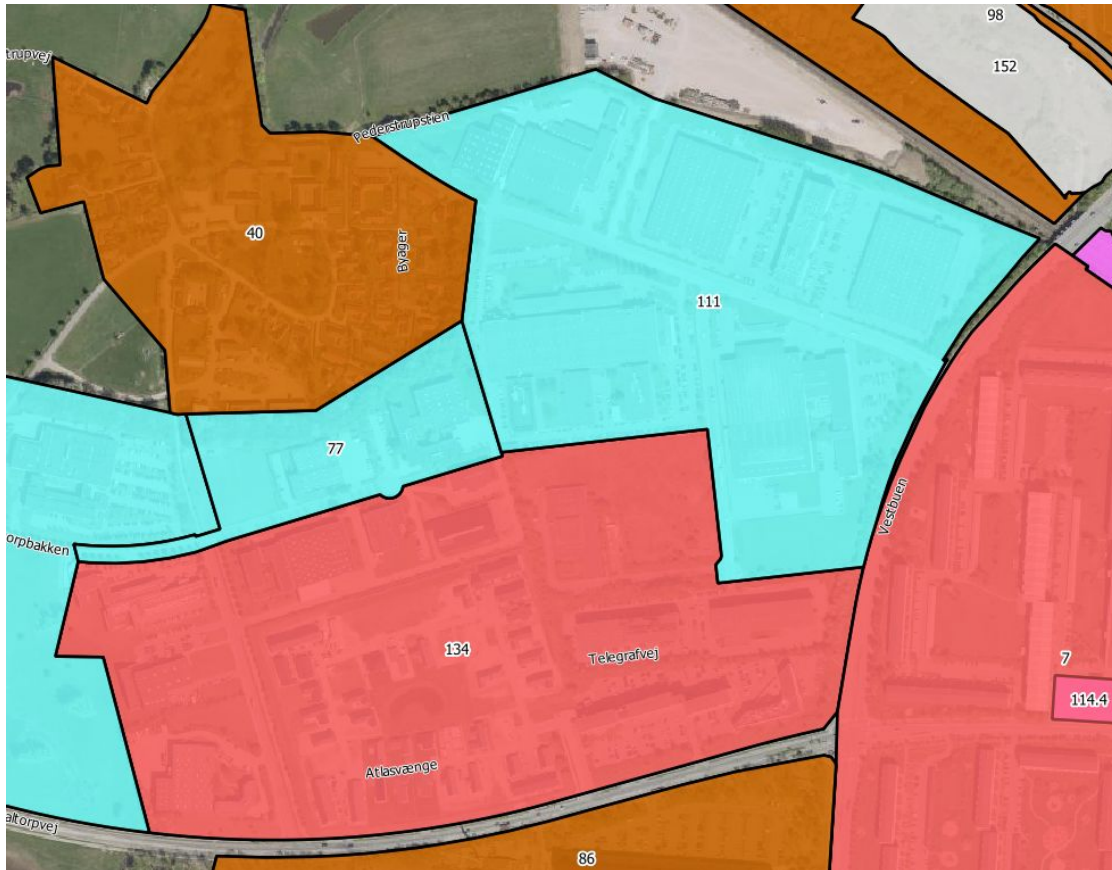 98
152
trupvej
Pederstrupstien
40
Byager
111
77
Vestbuen
orpbakken
134
Telegrafvej
7
114.4
Atlasvænge
altorpvej
86